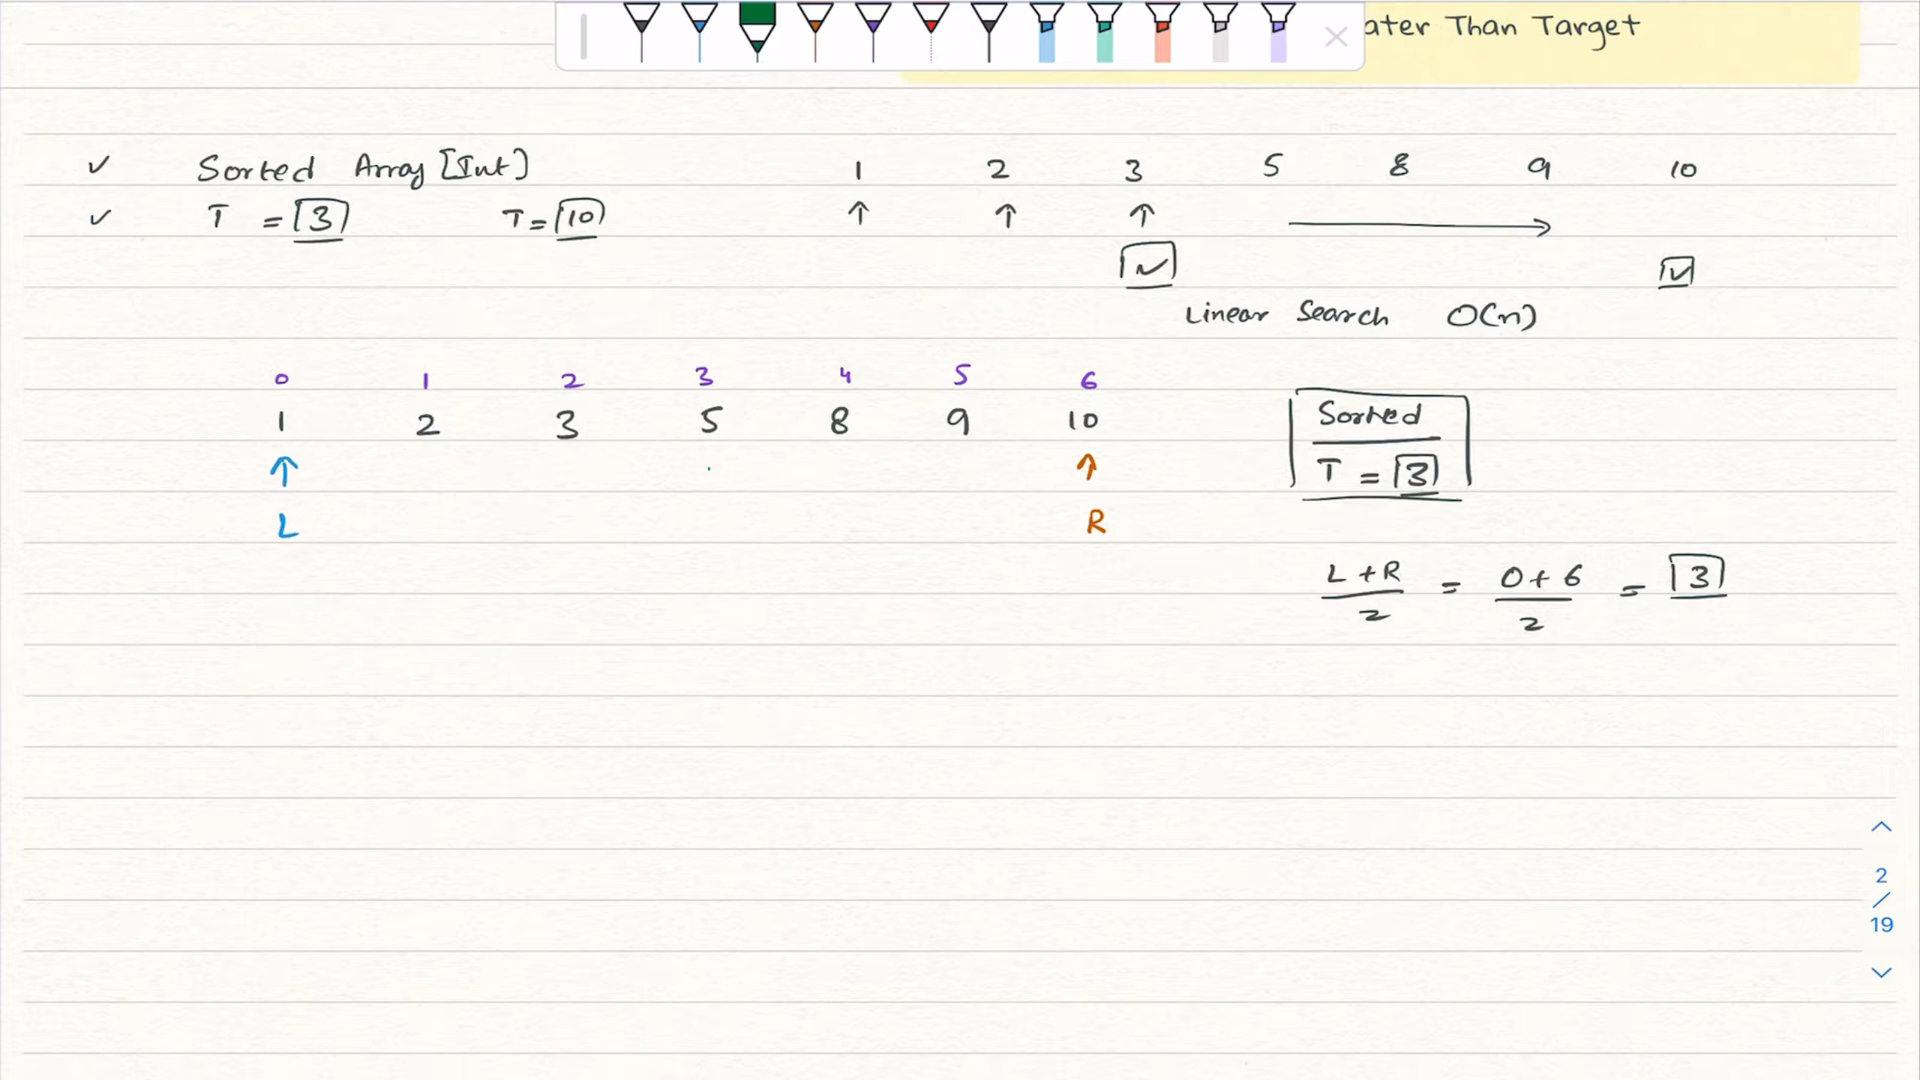 ater Than Target
✓ Sorted Array [Int] 1 2 3 5 8 9 10
✓ T = 3 T = 10
Linear Search O(n)
0 1 2 3 4 5 6
1 2 3 5 8 9 10
Sorted
T = 3
L R
L + R / 2 = 0 + 6 / 2 = 3
2
/
19